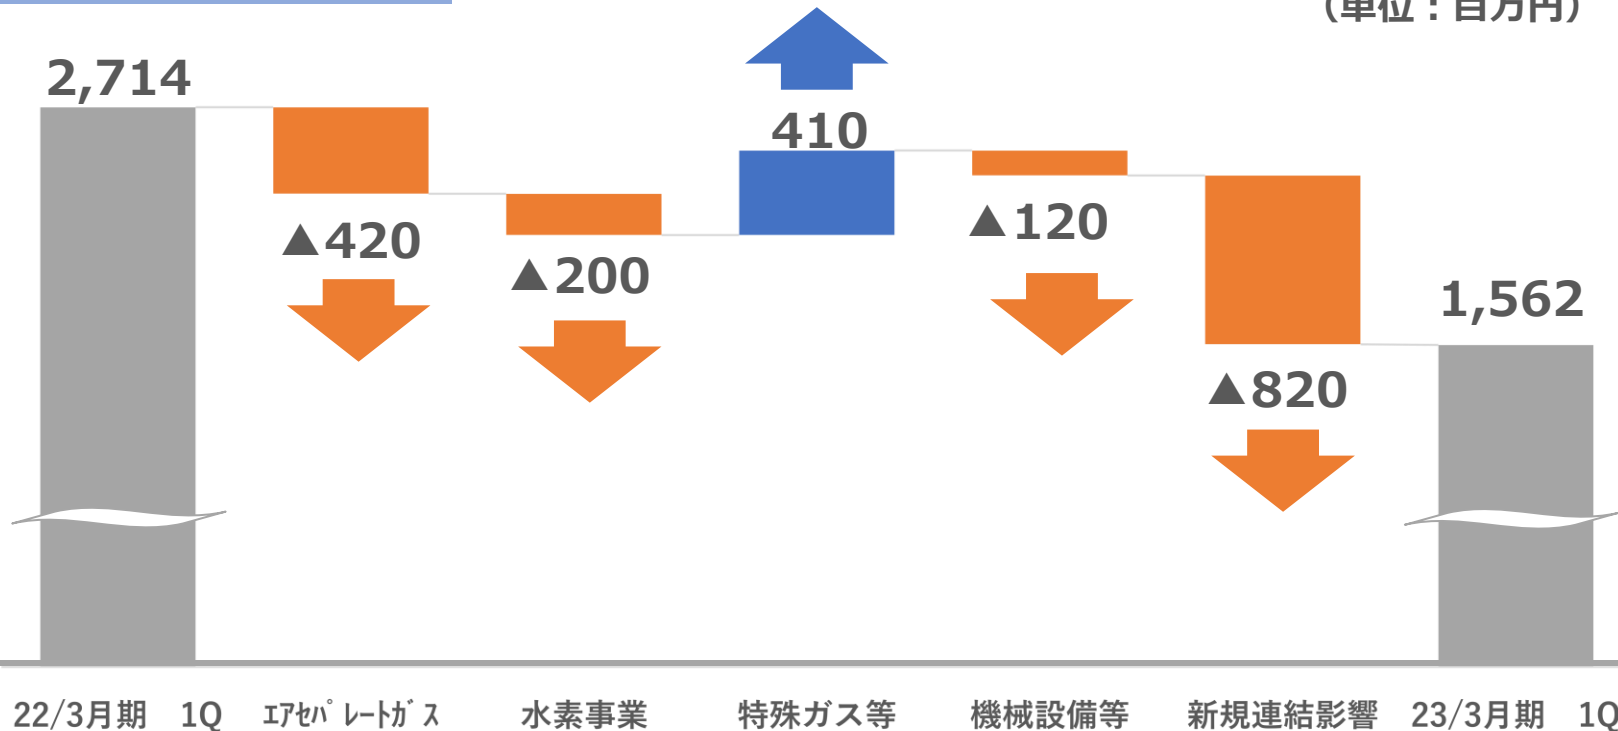 (単位：百万円)
2,714
410
▲420
▲200
▲120
▲820
1,562
22/3月期 1Q
ｴｱｾﾊﾟﾚｰﾄｶﾞｽ
水素事業
特殊ガス等
機械設備等
新規連結影響
23/3月期 1Q